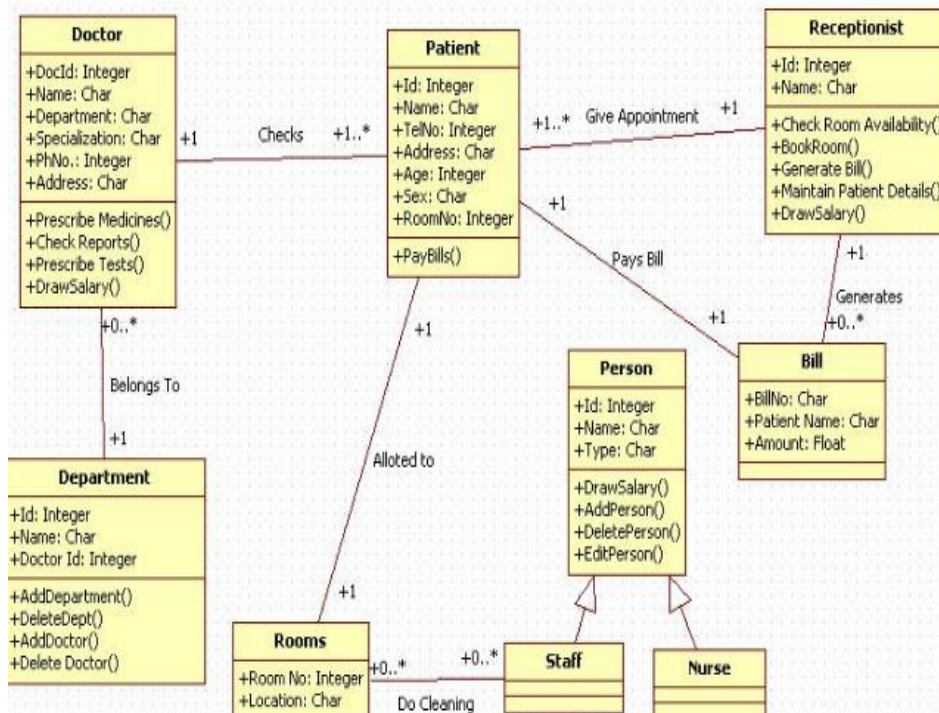 Doctor
+DocId: Integer
+Name: Char
+Department: Char
+Specialization: Char
+PhNo.: Integer
+Address: Char
+Prescribe Medicines()
+Check Reports()
+Prescribe Tests()
+DrawSalary()
+1
Checks
+1..*
Patient
+Id: Integer
+Name: Char
+TelNo: Integer
+Address: Char
+Age: Integer
+Sex: Char
+RoomNo: Integer
+PayBills()
+1..*
Give Appointment
+1
Receptionist
+Id: Integer
+Name: Char
+Check Room Availability()
+BookRoom()
+Generate Bill()
+Maintain Patient Details()
+DrawSalary()
+1
Pays Bill
+1
+1
Generates
+0..*
Bill
+BillNo: Char
+Patient Name: Char
+Amount: Float
+0..*
Belongs To
+1
Department
+Id: Integer
+Name: Char
+Doctor Id: Integer
+AddDepartment()
+DeleteDept()
+AddDoctor()
+Delete Doctor()
+1
Alloted to
+1
Person
+Id: Integer
+Name: Char
+Type: Char
+DrawSalary()
+AddPerson()
+DeletePerson()
+EditPerson()
Rooms
+Room No: Integer
+Location: Char
+0..*
+0..*
Do Cleaning
Staff
Nurse